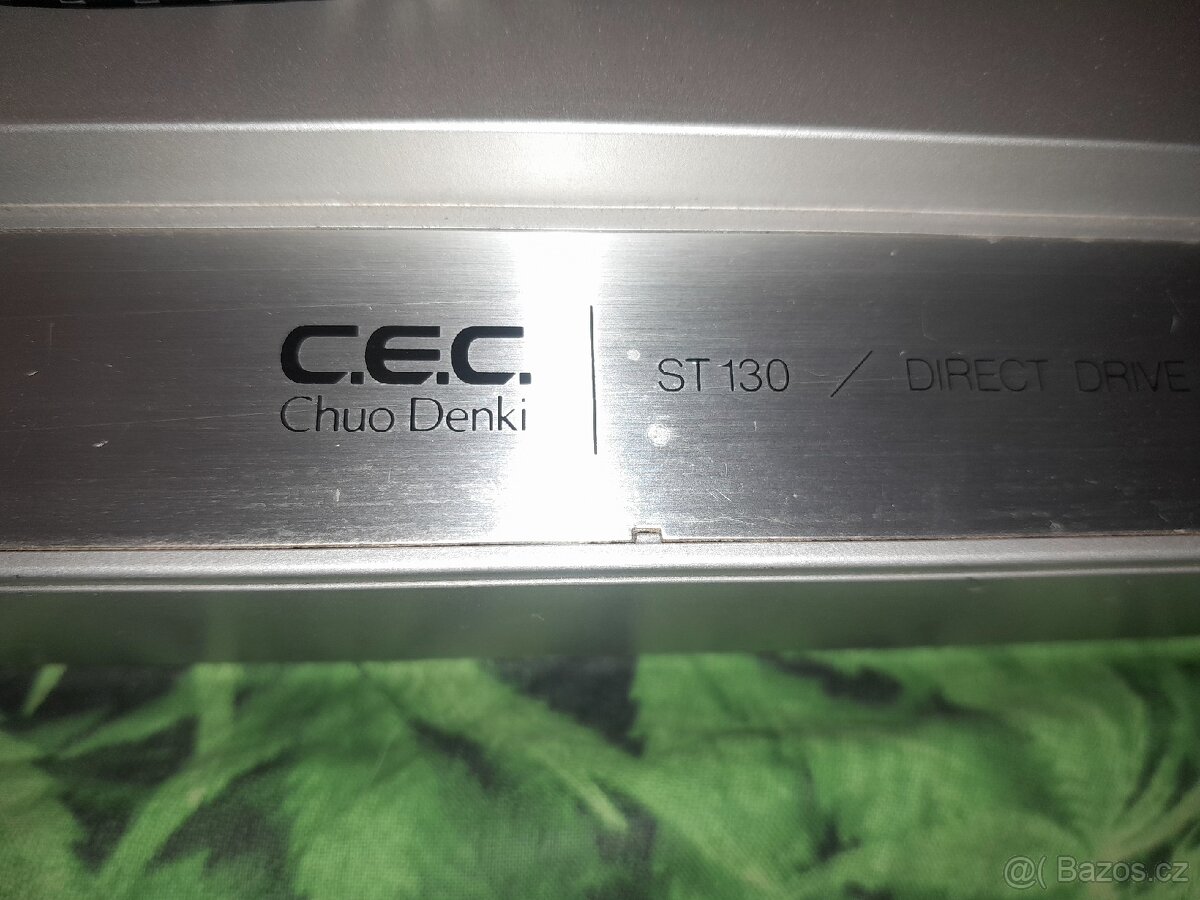 C.E.C.
Chuo Denki
ST 130 / DIRECT DRIVE
@( Bazos.cz